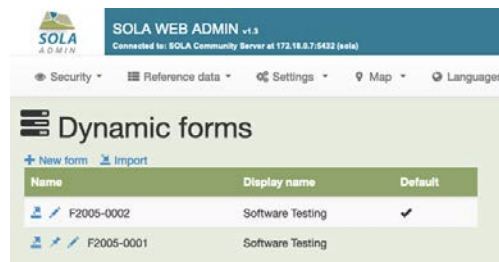 SOLA
ADMIN
SOLA WEB ADMIN v1.3
Connected to: SOLA Community Server at 172.18.0.7:5432 (sola)
Security
Reference data
Settings
Map
Languages
Dynamic forms
New form Import
Name Display name Default
F2005-0002 Software Testing
F2005-0001 Software Testing